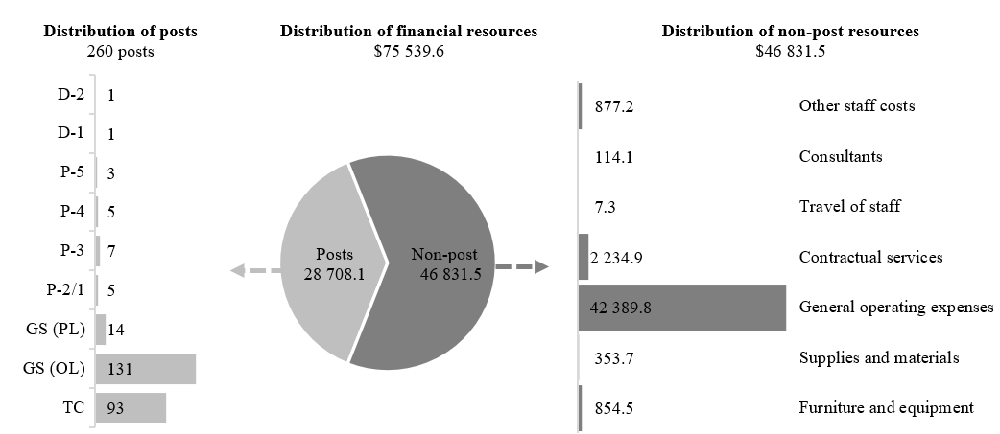 Distribution of posts
260 posts
D-2 1
D-1 1
P-5 3
P-4 5
P-3 7
P-2/1 5
GS (PL) 14
GS (OL) 131
TC 93
Distribution of financial resources
$75 539.6
Posts
28 708.1
Non-post
46 831.5
Distribution of non-post resources
$46 831.5
877.2 Other staff costs
114.1 Consultants
7.3 Travel of staff
2 234.9 Contractual services
42 389.8 General operating expenses
353.7 Supplies and materials
854.5 Furniture and equipment